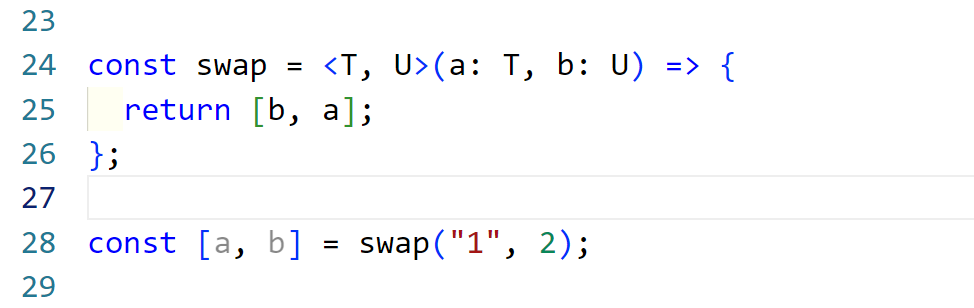 23
24 const swap = <T, U>(a: T, b: U) => {
25 return [b, a];
26 };
27
28 const [a, b] = swap("1", 2);
29